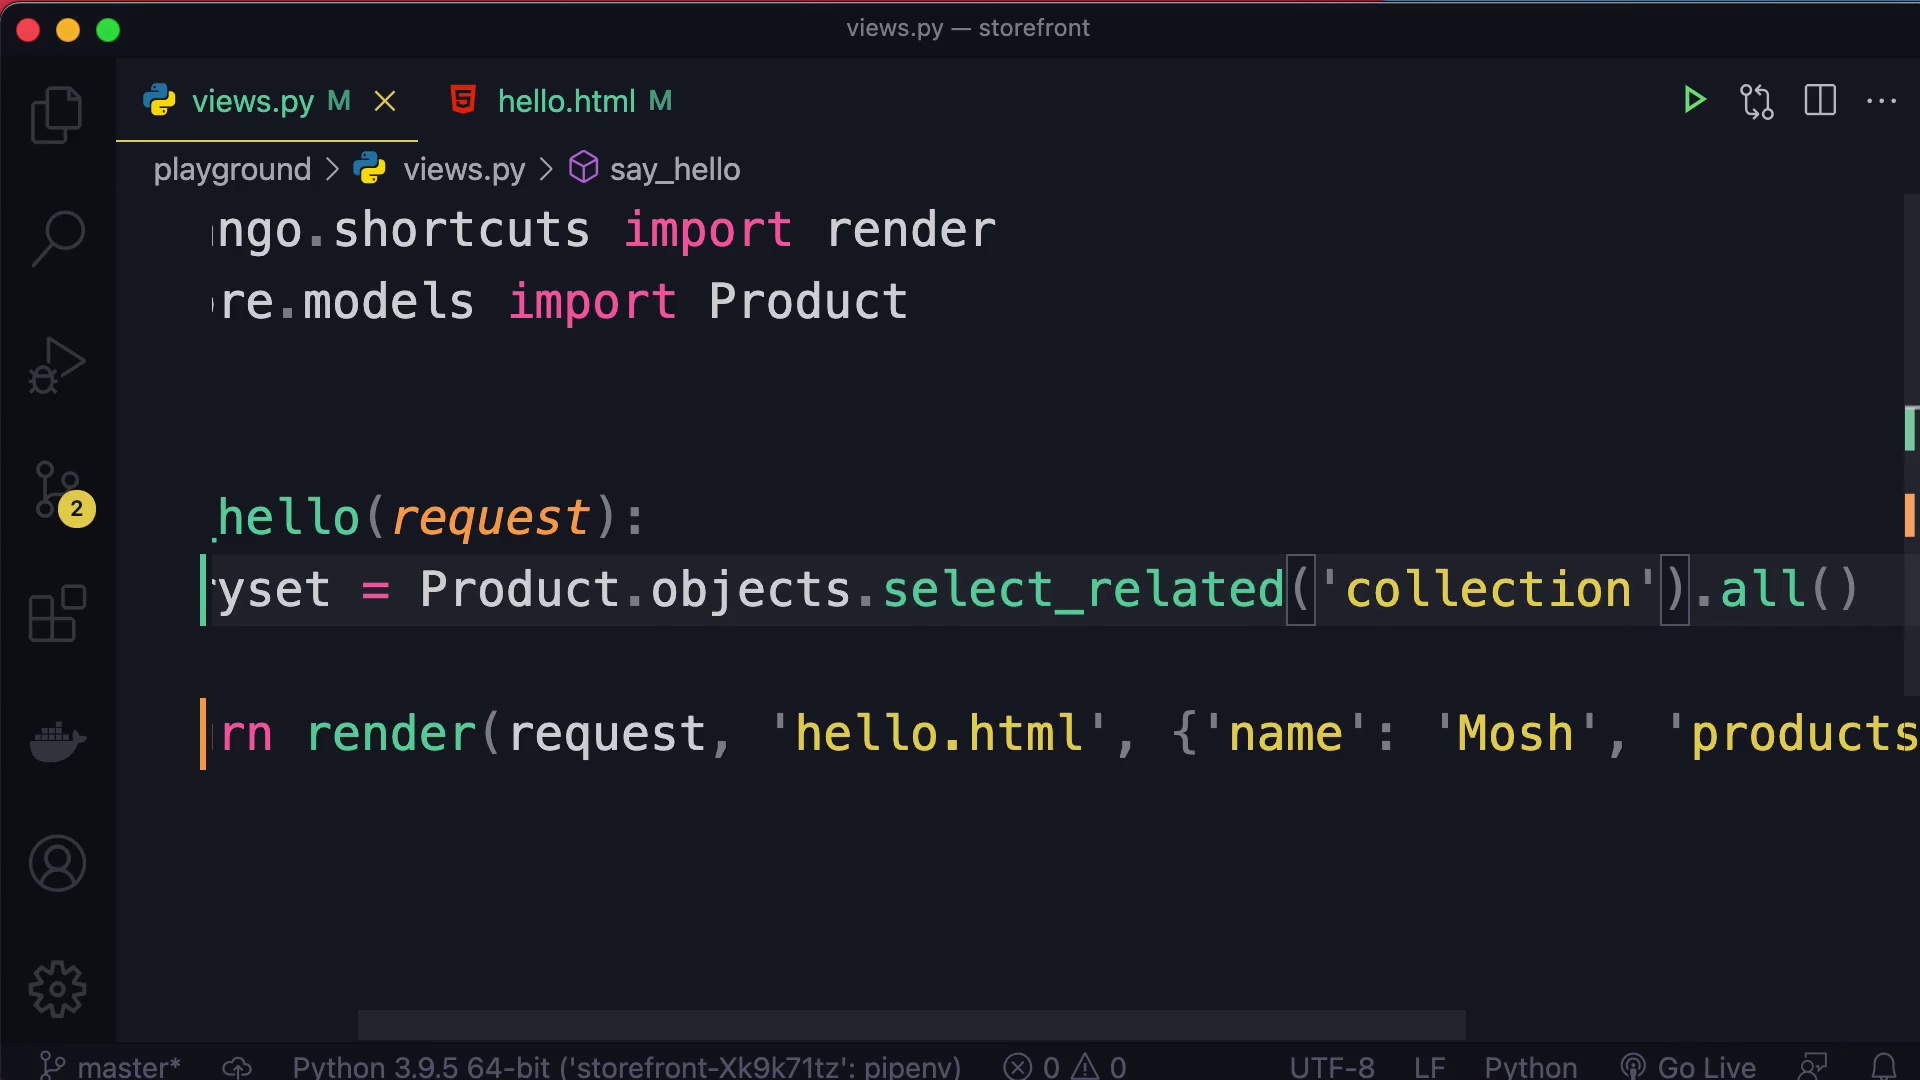 views.py — storefront
views.py M hello.html M
playground > views.py > say_hello
ngo.shortcuts import render
re.models import Product
_hello(request):
yset = Product.objects.select_related('collection').all()
rn render(request, 'hello.html', {'name': 'Mosh', 'products
2
master* Python 3.9.5 64-bit ('storefront-Xk9k71tz': pipenv) 0 0 UTF-8 LF Python Go Live